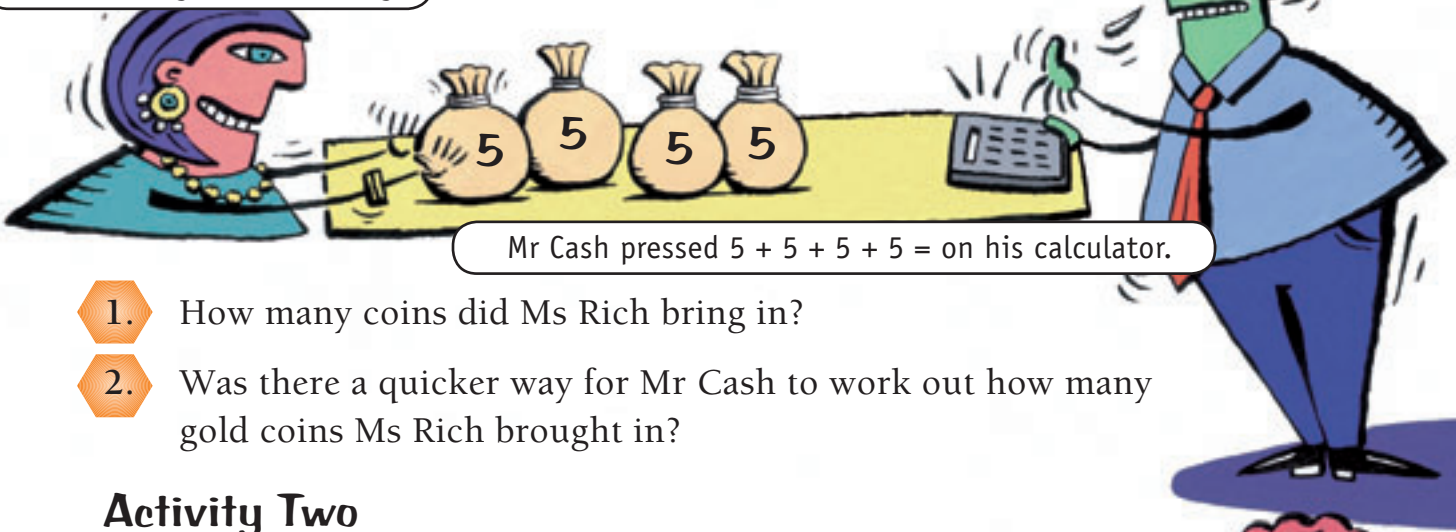 5 5 5 5
Mr Cash pressed 5 + 5 + 5 + 5 = on his calculator.
1. How many coins did Ms Rich bring in?
2. Was there a quicker way for Mr Cash to work out how many
gold coins Ms Rich brought in?
Activity Two